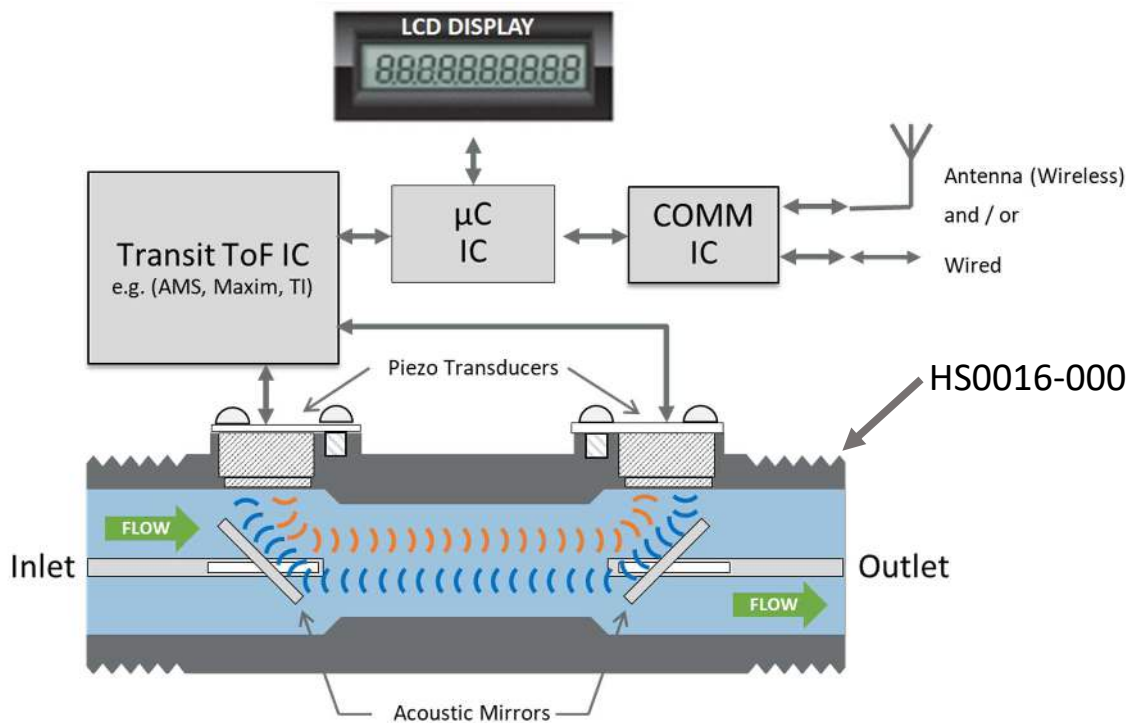 LCD DISPLAY
8888888888
Transit ToF IC
e.g. (AMS, Maxim, TI)
µC
IC
COMM
IC
Antenna (Wireless)
and / or
Wired
Piezo Transducers
HS0016-000
FLOW
Inlet
Outlet
FLOW
Acoustic Mirrors